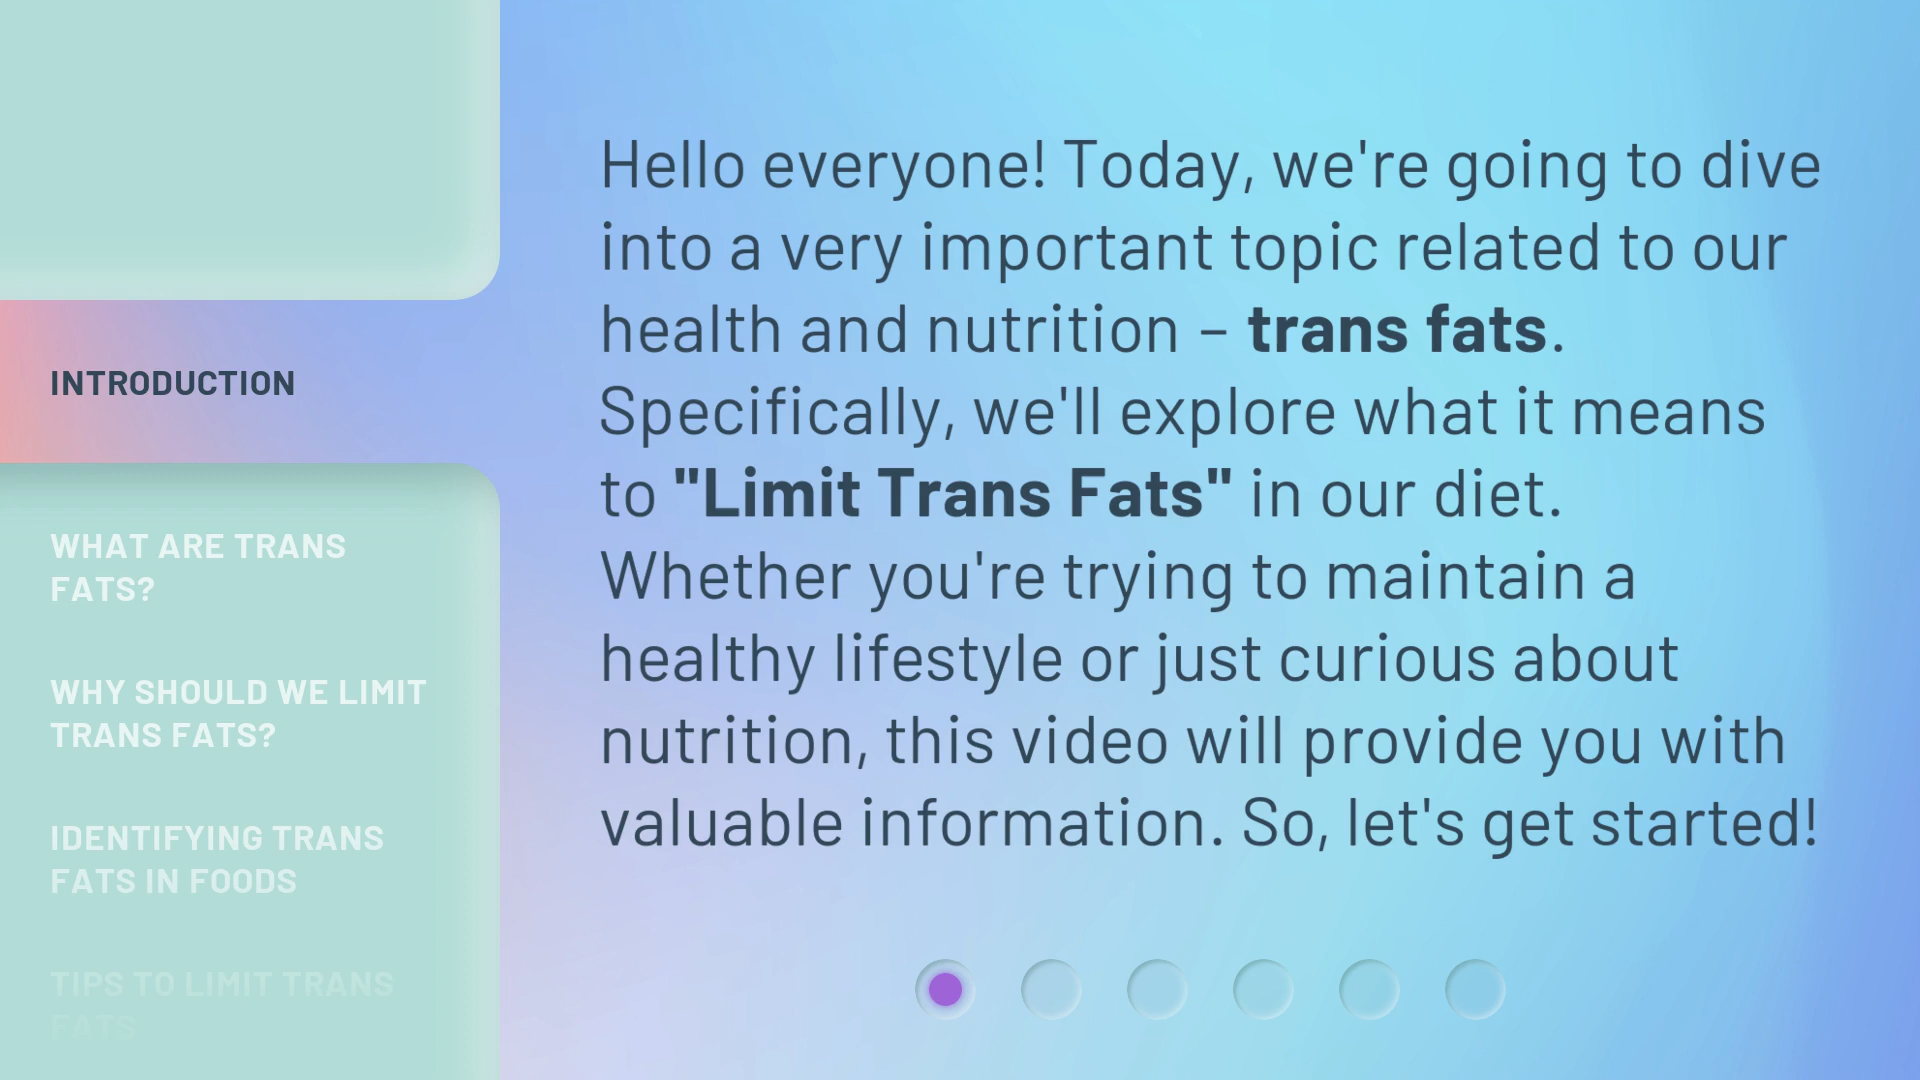 INTRODUCTION
WHAT ARE TRANS
FATS?
WHY SHOULD WE LIMIT
TRANS FATS?
IDENTIFYING TRANS
FATS IN FOODS
TIPS TO LIMIT TRANS
FATS
Hello everyone! Today, we're going to dive
into a very important topic related to our
health and nutrition – trans fats.
Specifically, we'll explore what it means
to "Limit Trans Fats" in our diet.
Whether you're trying to maintain a
healthy lifestyle or just curious about
nutrition, this video will provide you with
valuable information. So, let's get started!